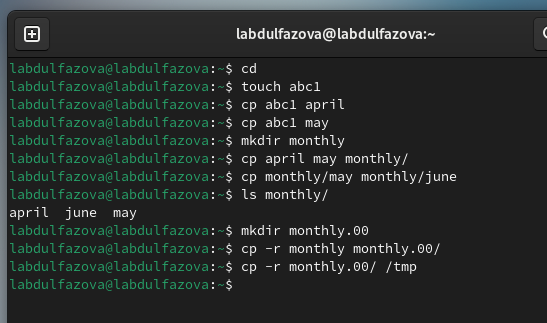 labdulfazova@labdulfazova:~
labdulfazova@labdulfazova:~$ cd
labdulfazova@labdulfazova:~$ touch abc1
labdulfazova@labdulfazova:~$ cp abc1 april
labdulfazova@labdulfazova:~$ cp abc1 may
labdulfazova@labdulfazova:~$ mkdir monthly
labdulfazova@labdulfazova:~$ cp april may monthly/
labdulfazova@labdulfazova:~$ cp monthly/may monthly/june
labdulfazova@labdulfazova:~$ ls monthly/
april  june  may
labdulfazova@labdulfazova:~$ mkdir monthly.00
labdulfazova@labdulfazova:~$ cp -r monthly monthly.00/
labdulfazova@labdulfazova:~$ cp -r monthly.00/ /tmp
labdulfazova@labdulfazova:~$